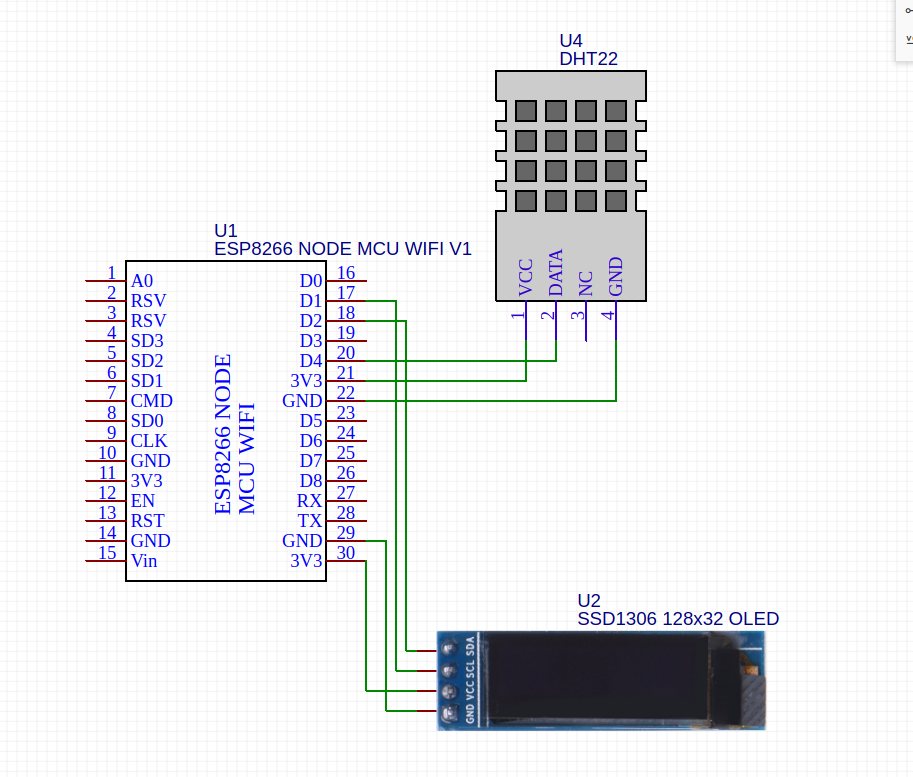 U4
DHT22
VCC
DATA
NC
GND
1
2
3
4
U1
ESP8266 NODE MCU WIFI V1
1 A0 D0 16
2 RSV D1 17
3 RSV D2 18
4 SD3 D3 19
5 SD2 D4 20
6 SD1 3V3 21
7 CMD GND 22
8 SD0 D5 23
9 CLK D6 24
10 GND D7 25
11 3V3 D8 26
12 EN RX 27
13 RST TX 28
14 GND GND 29
15 Vin 3V3 30
ESP8266 NODE
MCU WIFI
U2
SSD1306 128x32 OLED
GND VCC SCL SDA